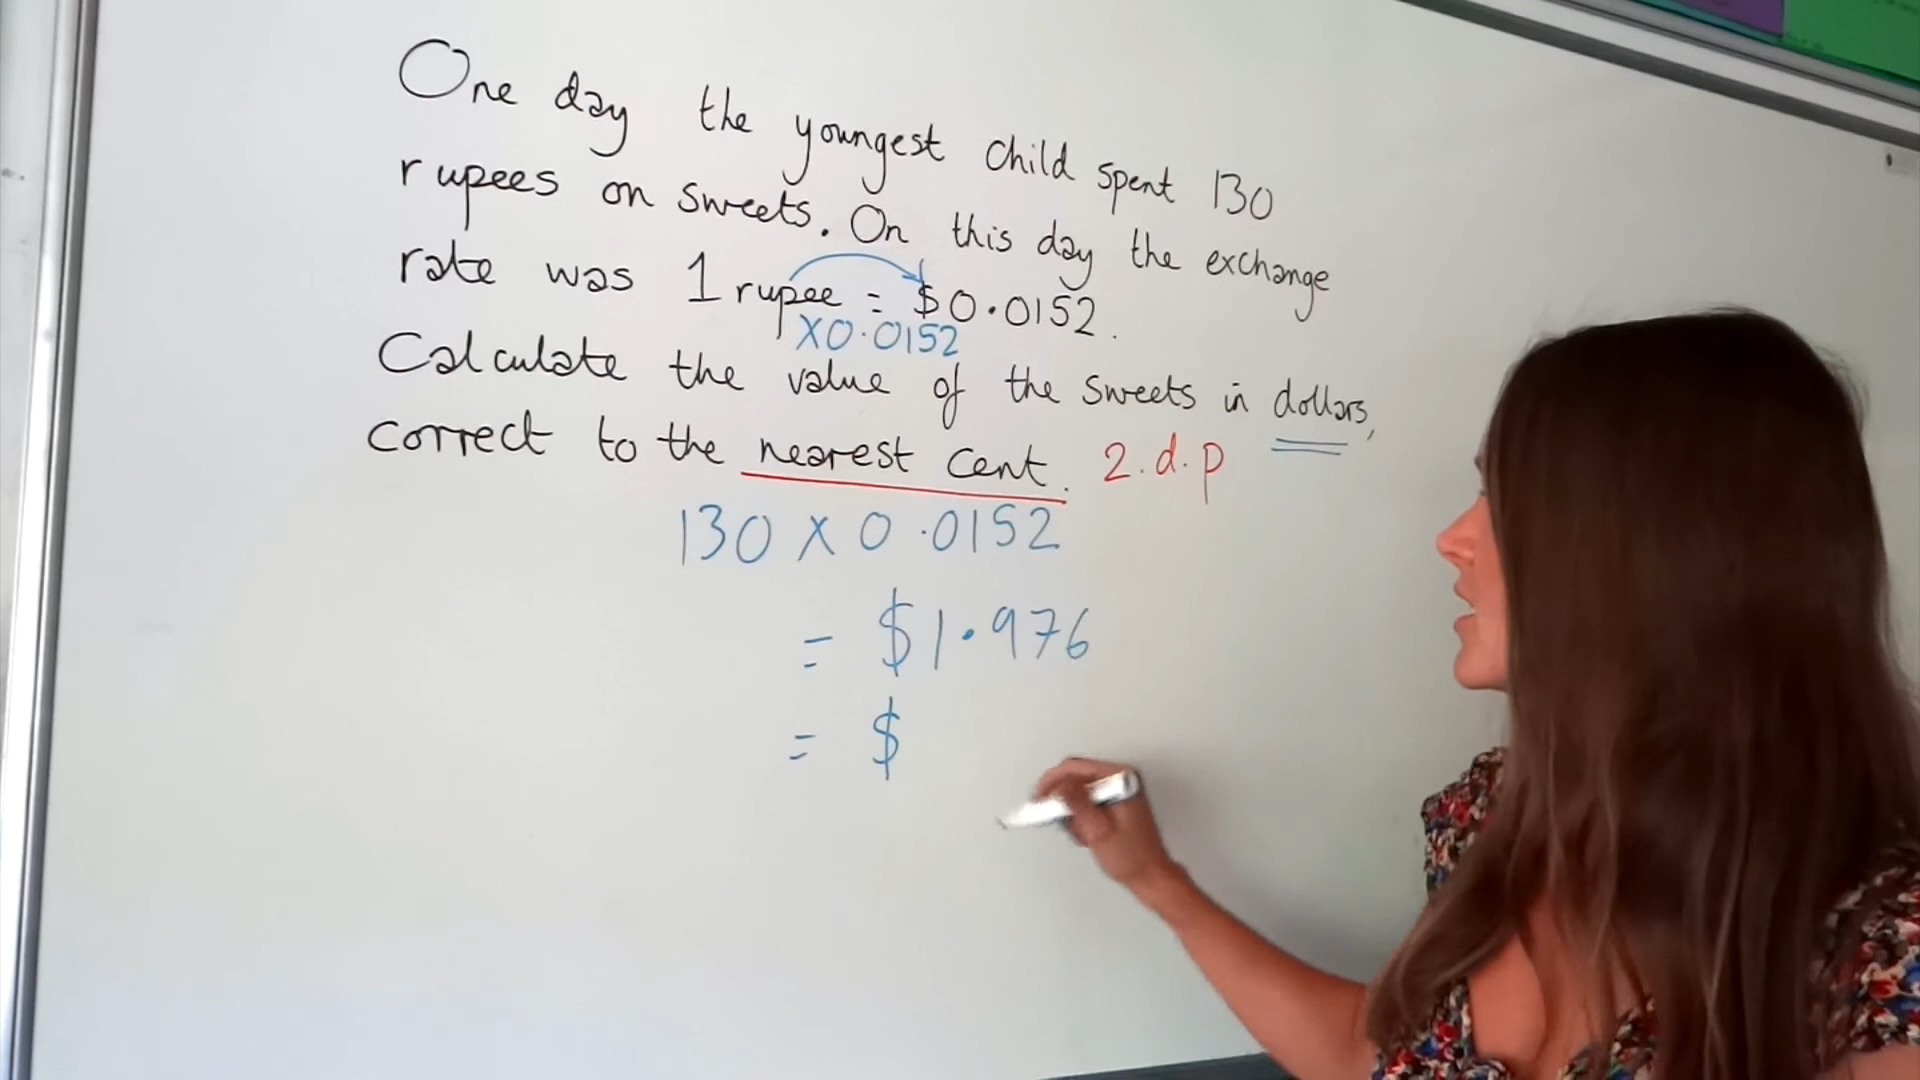 One day the youngest child spent 130
rupees on sweets. On this day the exchange
rate was 1 rupee = $0.0152.
X0.0152
Calculate the value of the sweets in dollars,
correct to the nearest cent. 2.d.p
130 X 0.0152
= $1.976
= $